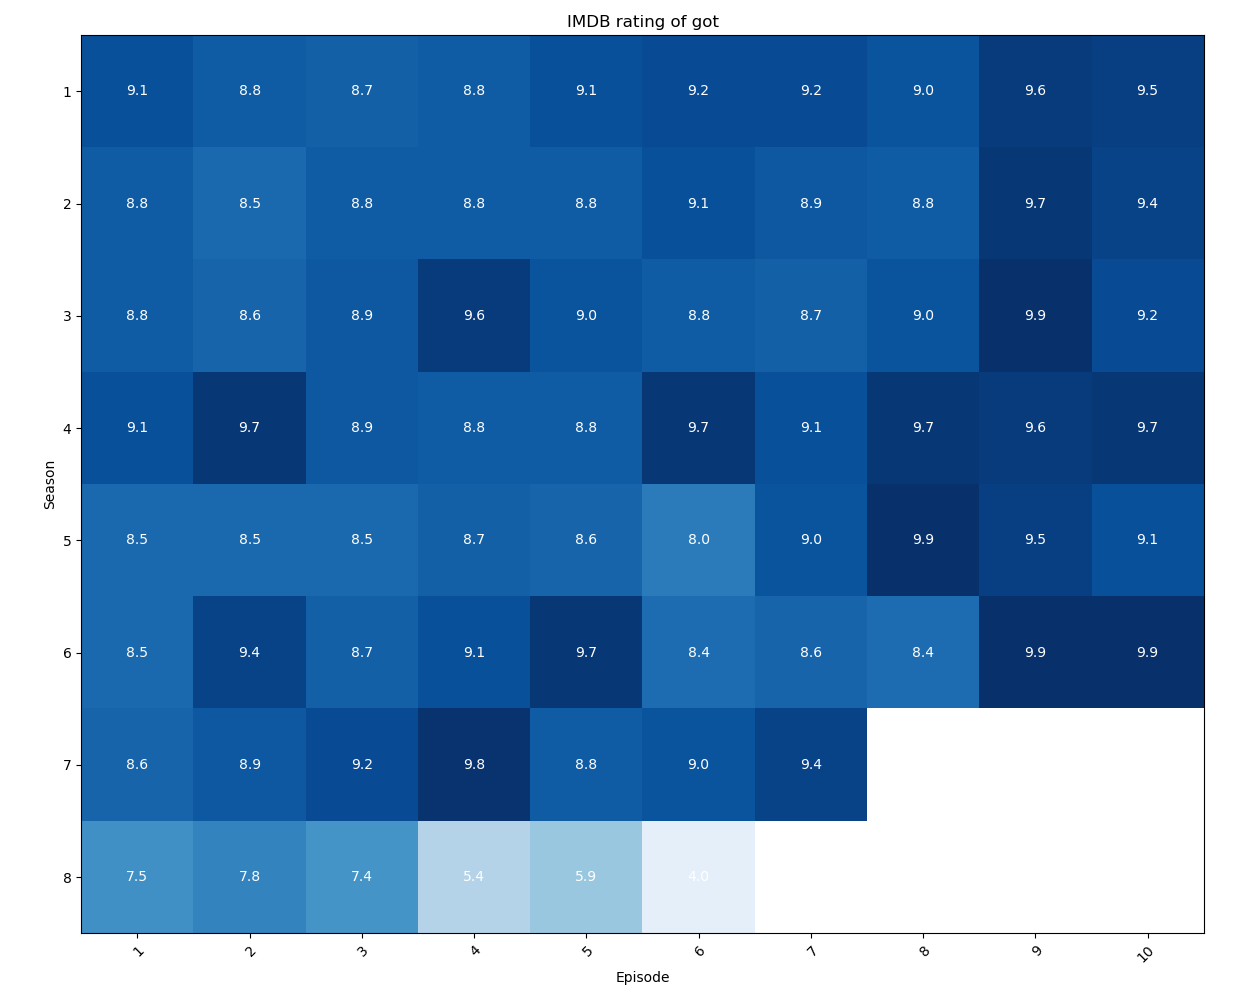 IMDB rating of got
1 9.1 8.8 8.7 8.8 9.1 9.2 9.2 9.0 9.6 9.5
2 8.8 8.5 8.8 8.8 8.8 9.1 8.9 8.8 9.7 9.4
3 8.8 8.6 8.9 9.6 9.0 8.8 8.7 9.0 9.9 9.2
4 9.1 9.7 8.9 8.8 8.8 9.7 9.1 9.7 9.6 9.7
Season
5 8.5 8.5 8.5 8.7 8.6 8.0 9.0 9.9 9.5 9.1
6 8.5 9.4 8.7 9.1 9.7 8.4 8.6 8.4 9.9 9.9
7 8.6 8.9 9.2 9.8 8.8 9.0 9.4
8 7.5 7.8 7.4 5.4 5.9 4.0
1 2 3 4 5 6 7 8 9 10
Episode